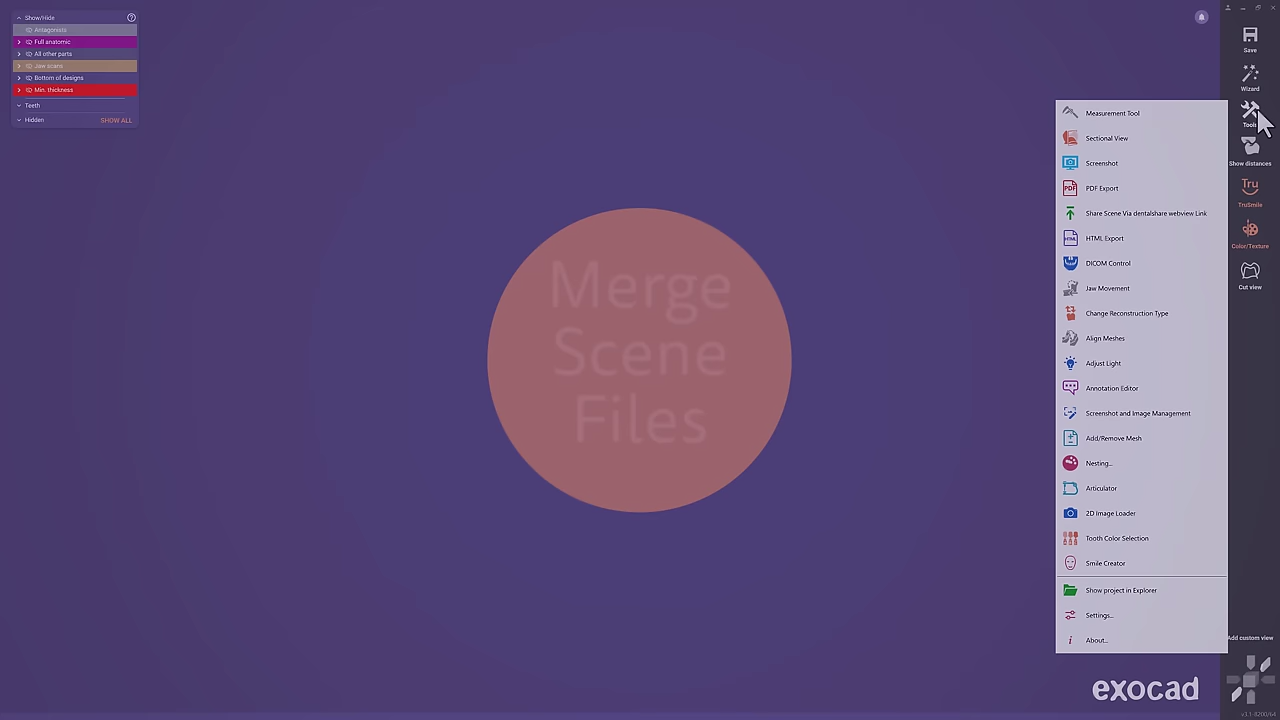 Show/Hide
Antagonists
Full anatomic
All other parts
Jaw scans
Bottom of designs
Min. thickness
Teeth
Hidden SHOW ALL
Merge
Scene
Files
Measurement Tool
Sectional View
Screenshot
PDF Export
Share Scene Via dentalshare webview Link
HTML Export
DICOM Control
Jaw Movement
Change Reconstruction Type
Align Meshes
Adjust Light
Annotation Editor
Screenshot and Image Management
Add/Remove Mesh
Nesting...
Articulator
2D Image Loader
Tooth Color Selection
Smile Creator
Show project in Explorer
Settings...
About...
Save
Wizard
Tools
Show distances
Tru
TruSmile
Color/Texture
Cut view
Add custom view
exocad
v3.1-8200/64